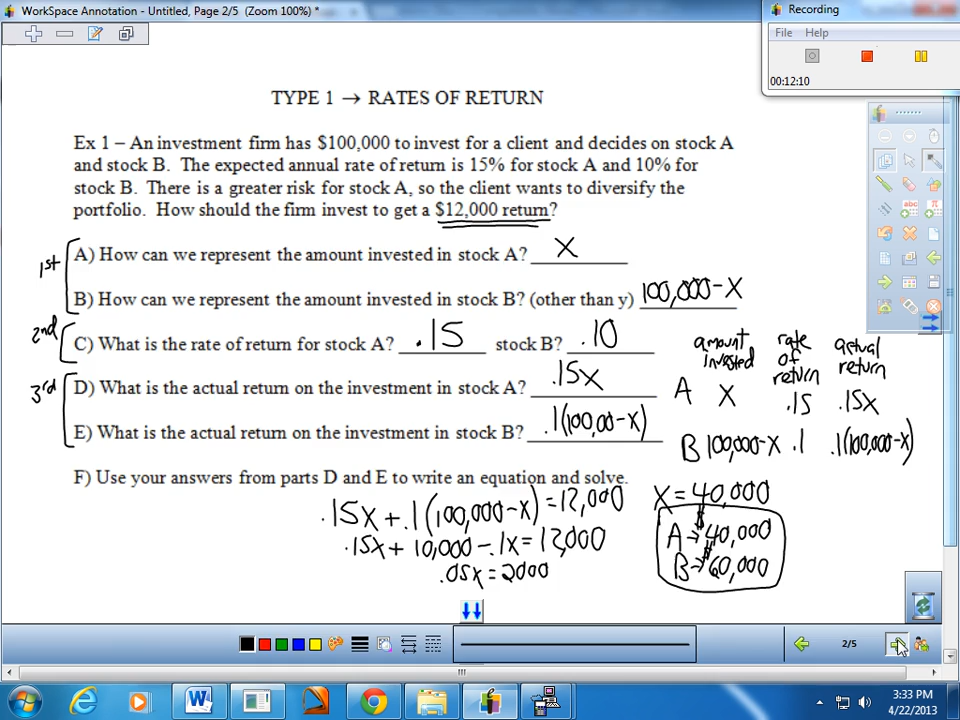 WorkSpace Annotation - Untitled, Page 2/5 (Zoom 100%) *
Recording
File Help
00:12:10
TYPE 1 → RATES OF RETURN
Ex 1 – An investment firm has $100,000 to invest for a client and decides on stock A
and stock B. The expected annual rate of return is 15% for stock A and 10% for
stock B. There is a greater risk for stock A, so the client wants to diversify the
portfolio. How should the firm invest to get a $12,000 return?
1st
A) How can we represent the amount invested in stock A? x
B) How can we represent the amount invested in stock B? (other than y) 100,000-x
2nd
C) What is the rate of return for stock A? .15 stock B? .10
3rd
D) What is the actual return on the investment in stock A? .15x
E) What is the actual return on the investment in stock B? .1(100,00-x)
amount invested rate of return actual return
A x .15 .15x
B 100,000-x .1 .1(100,000-x)
F) Use your answers from parts D and E to write an equation and solve.
.15x + .1(100,000-x) = 12,000
.15x + 10,000 - .1x = 12,000
.05x = 2000
x = 40,000
A → $40,000
B → $60,000
abc
π
2/5
W
3:33 PM
4/22/2013